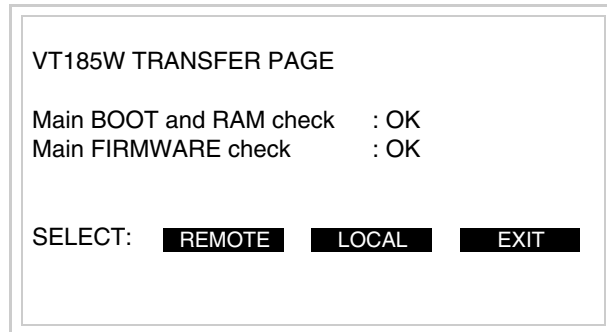 VT185W TRANSFER PAGE
Main BOOT and RAM check : OK
Main FIRMWARE check : OK
SELECT: REMOTE LOCAL EXIT